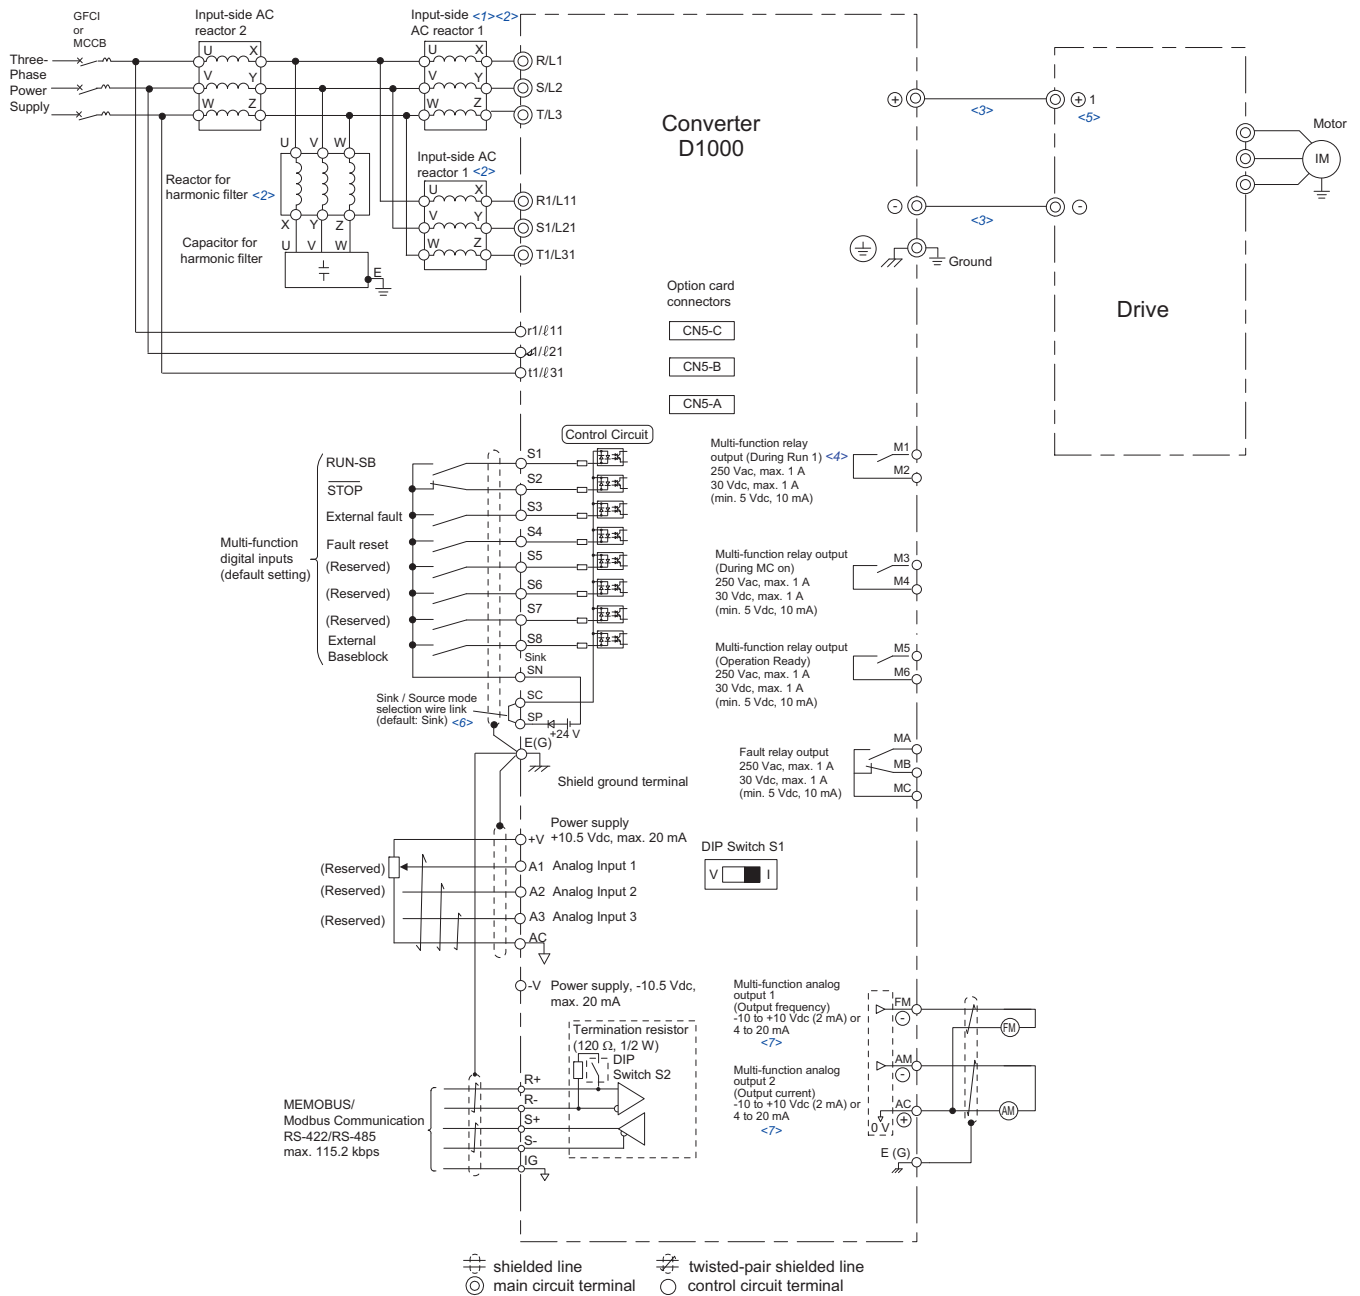 GFCI
or
MCCB
Three-
Phase
Power
Supply
Input-side AC
reactor 2
U X
V Y
W Z
Input-side <1><2>
AC reactor 1
U X
V Y
W Z
R/L1
S/L2
T/L3
U V W
Reactor for
harmonic filter <2>
X Y Z
U V W
Capacitor for
harmonic filter
E
Input-side AC
reactor 1 <2>
U X
V Y
W Z
R1/L11
S1/L21
T1/L31
r1/ℓ11
1/ℓ21
t1/ℓ31
Converter
D1000
Option card
connectors
CN5-C
CN5-B
CN5-A
+
<3>
+ 1
<5>
-
<3>
-
Ground
Drive
Motor
IM
Control Circuit
Multi-function
digital inputs
(default setting)
RUN-SB
STOP
External fault
Fault reset
(Reserved)
(Reserved)
(Reserved)
External
Baseblock
S1
S2
S3
S4
S5
S6
S7
S8
Sink
SN
SC
SP
+24 V
Sink / Source mode
selection wire link
(default: Sink) <6>
E(G)
Shield ground terminal
Multi-function relay
output (During Run 1) <4>
250 Vac, max. 1 A
30 Vdc, max. 1 A
(min. 5 Vdc, 10 mA)
M1
M2
Multi-function relay output
(During MC on)
250 Vac, max. 1 A
30 Vdc, max. 1 A
(min. 5 Vdc, 10 mA)
M3
M4
Multi-function relay output
(Operation Ready)
250 Vac, max. 1 A
30 Vdc, max. 1 A
(min. 5 Vdc, 10 mA)
M5
M6
Fault relay output
250 Vac, max. 1 A
30 Vdc, max. 1 A
(min. 5 Vdc, 10 mA)
MA
MB
MC
Power supply
+V +10.5 Vdc, max. 20 mA
(Reserved)
A1 Analog Input 1
(Reserved)
A2 Analog Input 2
(Reserved)
A3 Analog Input 3
AC
-V Power supply, -10.5 Vdc,
max. 20 mA
DIP Switch S1
V I
Termination resistor
(120 Ω, 1/2 W)
DIP
Switch S2
MEMOBUS/
Modbus Communication
RS-422/RS-485
max. 115.2 kbps
R+
R-
S+
S-
IG
Multi-function analog
output 1
(Output frequency)
-10 to +10 Vdc (2 mA) or
4 to 20 mA
<7>
FM
-
FM
Multi-function analog
output 2
(Output current)
-10 to +10 Vdc (2 mA) or
4 to 20 mA
<7>
AM
-
AC
+
0 V
AM
E (G)
shielded line
twisted-pair shielded line
main circuit terminal
control circuit terminal